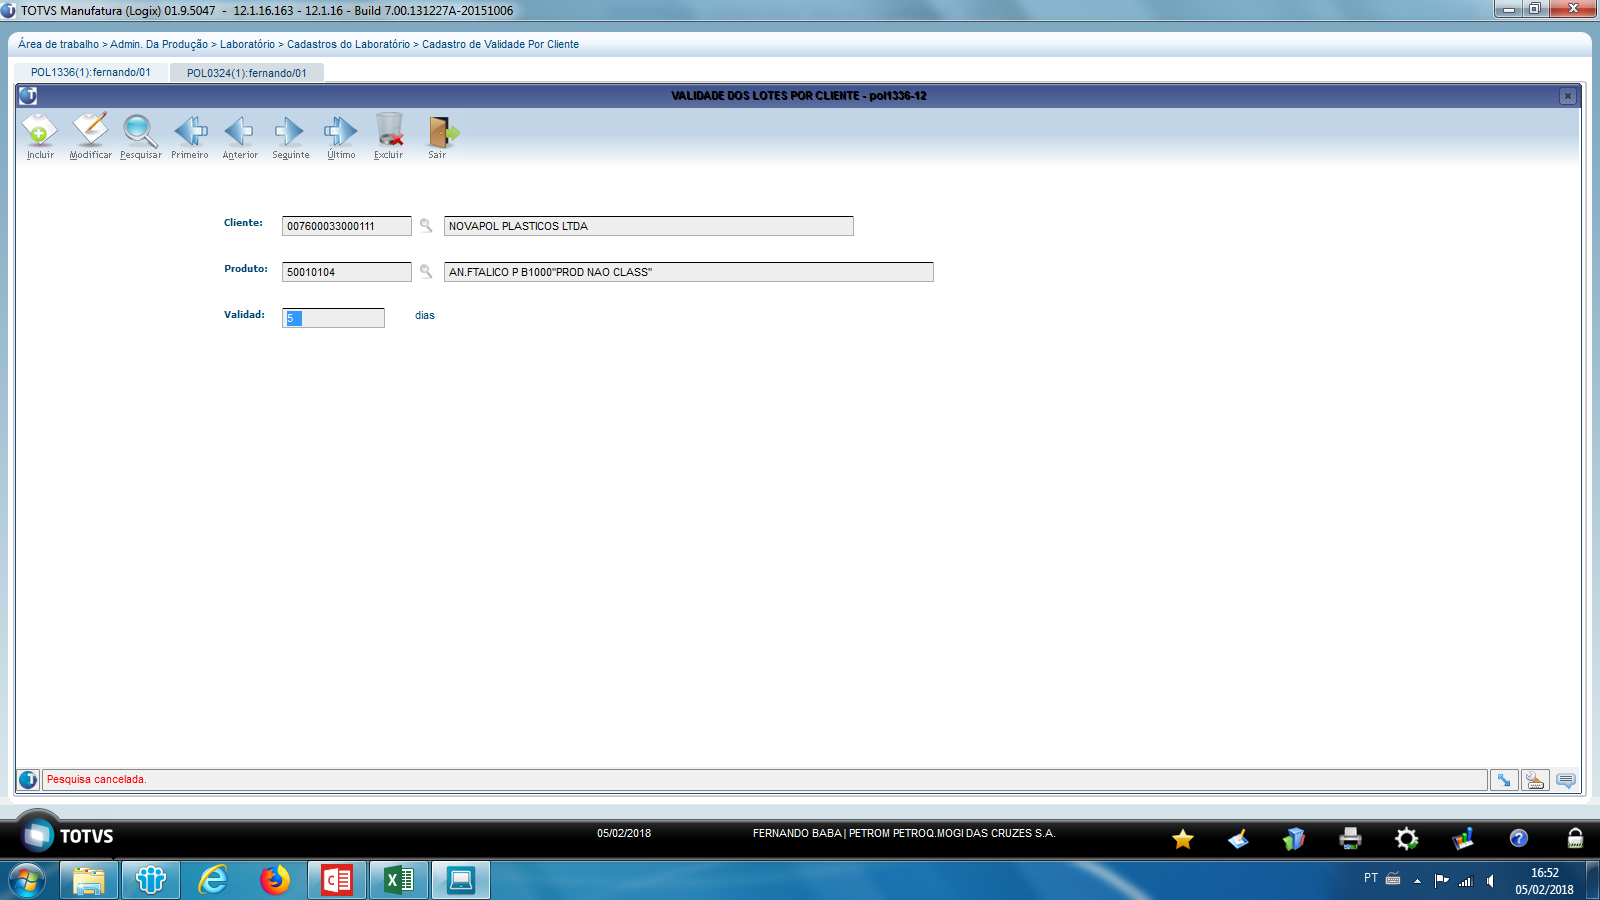 TOTVS Manufatura (Logix) 01.9.5047 - 12.1.16.163 - 12.1.16 - Build 7.00.131227A-20151006
Área de trabalho > Admin. Da Produção > Laboratório > Cadastros do Laboratório > Cadastro de Validade Por Cliente
POL1336(1):fernando/01 POL0324(1):fernando/01
VALIDADE DOS LOTES POR CLIENTE - pol1336-12
Incluir Modificar Pesquisar Primeiro Anterior Seguinte Último Excluir Sair
Cliente: 007600033000111 NOVAPOL PLASTICOS LTDA
Produto: 50010104 AN.FTALICO P B1000"PROD NAO CLASS"
Validad: 5 dias
Pesquisa cancelada.
TOTVS 05/02/2018 FERNANDO BABA | PETROM PETROQ.MOGI DAS CRUZES S.A.
PT 16:52
05/02/2018